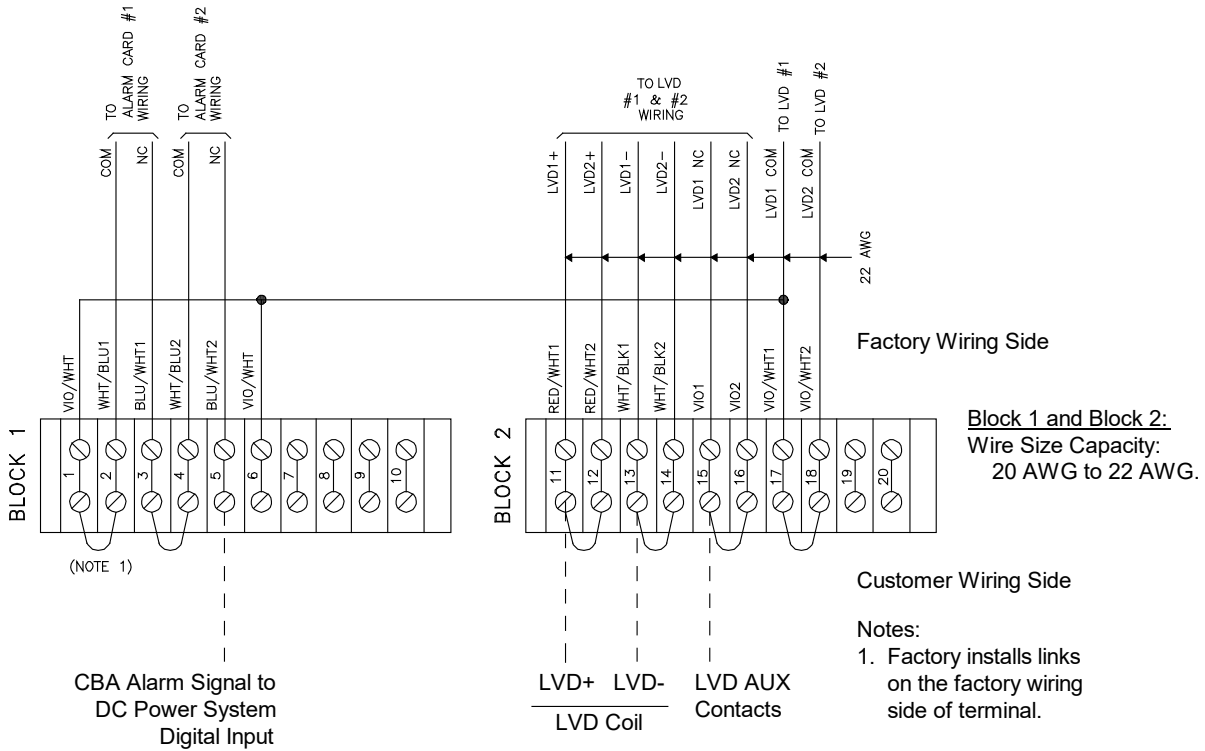 TO
ALARM CARD #1
WIRING
TO
ALARM CARD #2
WIRING
COM
NC
COM
NC
TO LVD
#1 & #2
WIRING
TO LVD #1
TO LVD #2
LVD1+
LVD2+
LVD1-
LVD2-
LVD1 NC
LVD2 NC
LVD1 COM
LVD2 COM
22 AWG
Factory Wiring Side
VIO/WHT
WHT/BLU1
BLU/WHT1
WHT/BLU2
BLU/WHT2
VIO/WHT
RED/WHT1
RED/WHT2
WHT/BLK1
WHT/BLK2
VIO1
VIO2
VIO/WHT1
VIO/WHT2
BLOCK 1
1
2
3
4
5
6
7
8
9
10
BLOCK 2
11
12
13
14
15
16
17
18
19
20
Block 1 and Block 2:
Wire Size Capacity:
20 AWG to 22 AWG.
(NOTE 1)
Customer Wiring Side
CBA Alarm Signal to
DC Power System
Digital Input
LVD+ LVD-
LVD Coil
LVD AUX
Contacts
Notes:
1. Factory installs links
on the factory wiring
side of terminal.